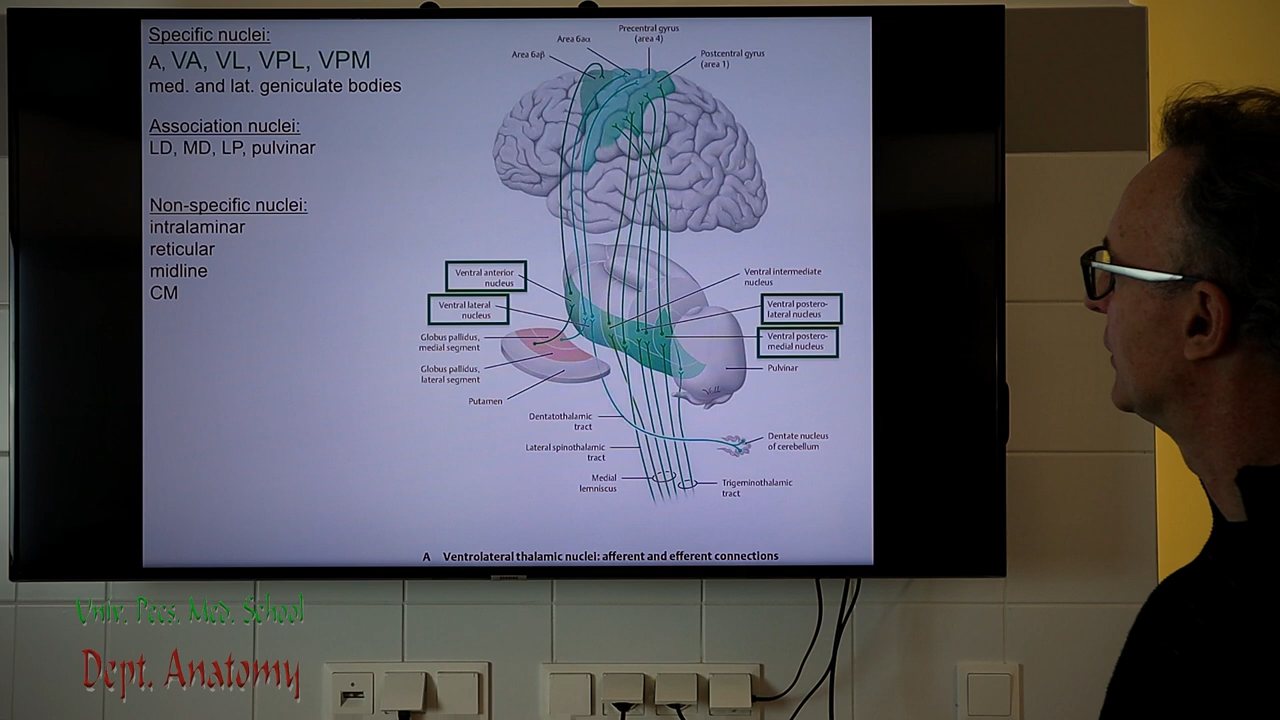 Specific nuclei:
A, VA, VL, VPL, VPM
med. and lat. geniculate bodies
Association nuclei:
LD, MD, LP, pulvinar
Non-specific nuclei:
intralaminar
reticular
midline
CM
Precentral gyrus
(area 4)
Area 6aα
Area 6aβ
Postcentral gyrus
(area 1)
Ventral anterior
nucleus
Ventral lateral
nucleus
Globus pallidus,
medial segment
Globus pallidus,
lateral segment
Putamen
Ventral intermediate
nucleus
Ventral postero-
lateral nucleus
Ventral postero-
medial nucleus
Pulvinar
Dentatothalamic
tract
Lateral spinothalamic
tract
Medial
lemniscus
Dentate nucleus
of cerebellum
Trigeminothalamic
tract
A Ventrolateral thalamic nuclei: afferent and efferent connections
Univ. Pecs. Med. School
Dept. Anatomy